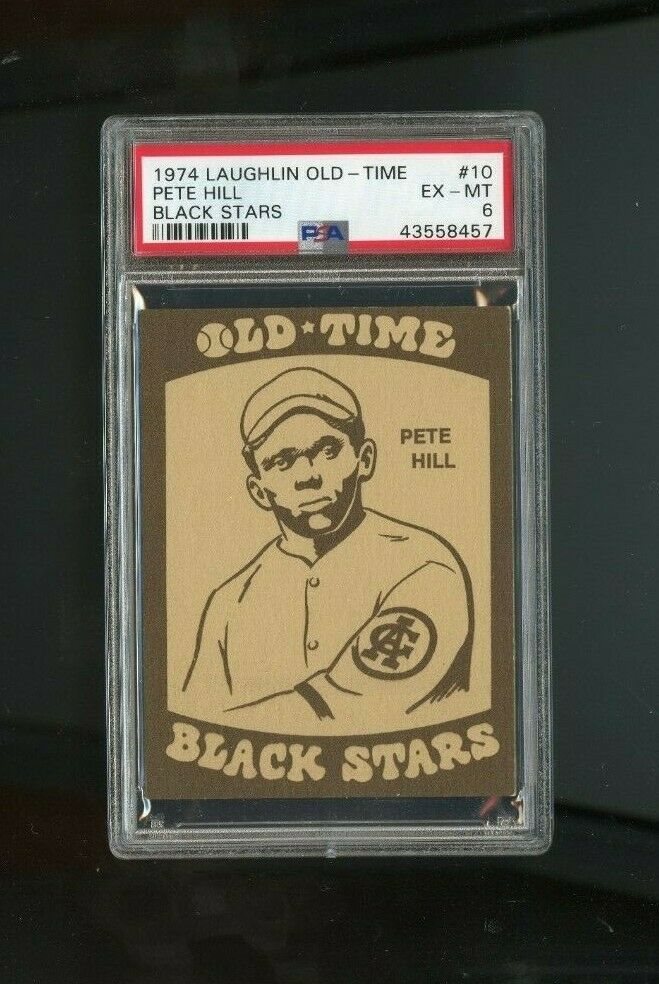 1974 LAUGHLIN OLD-TIME #10
PETE HILL EX-MT
BLACK STARS 6
PSA 43558457
OLD★TIME
PETE
HILL
BLACK STARS